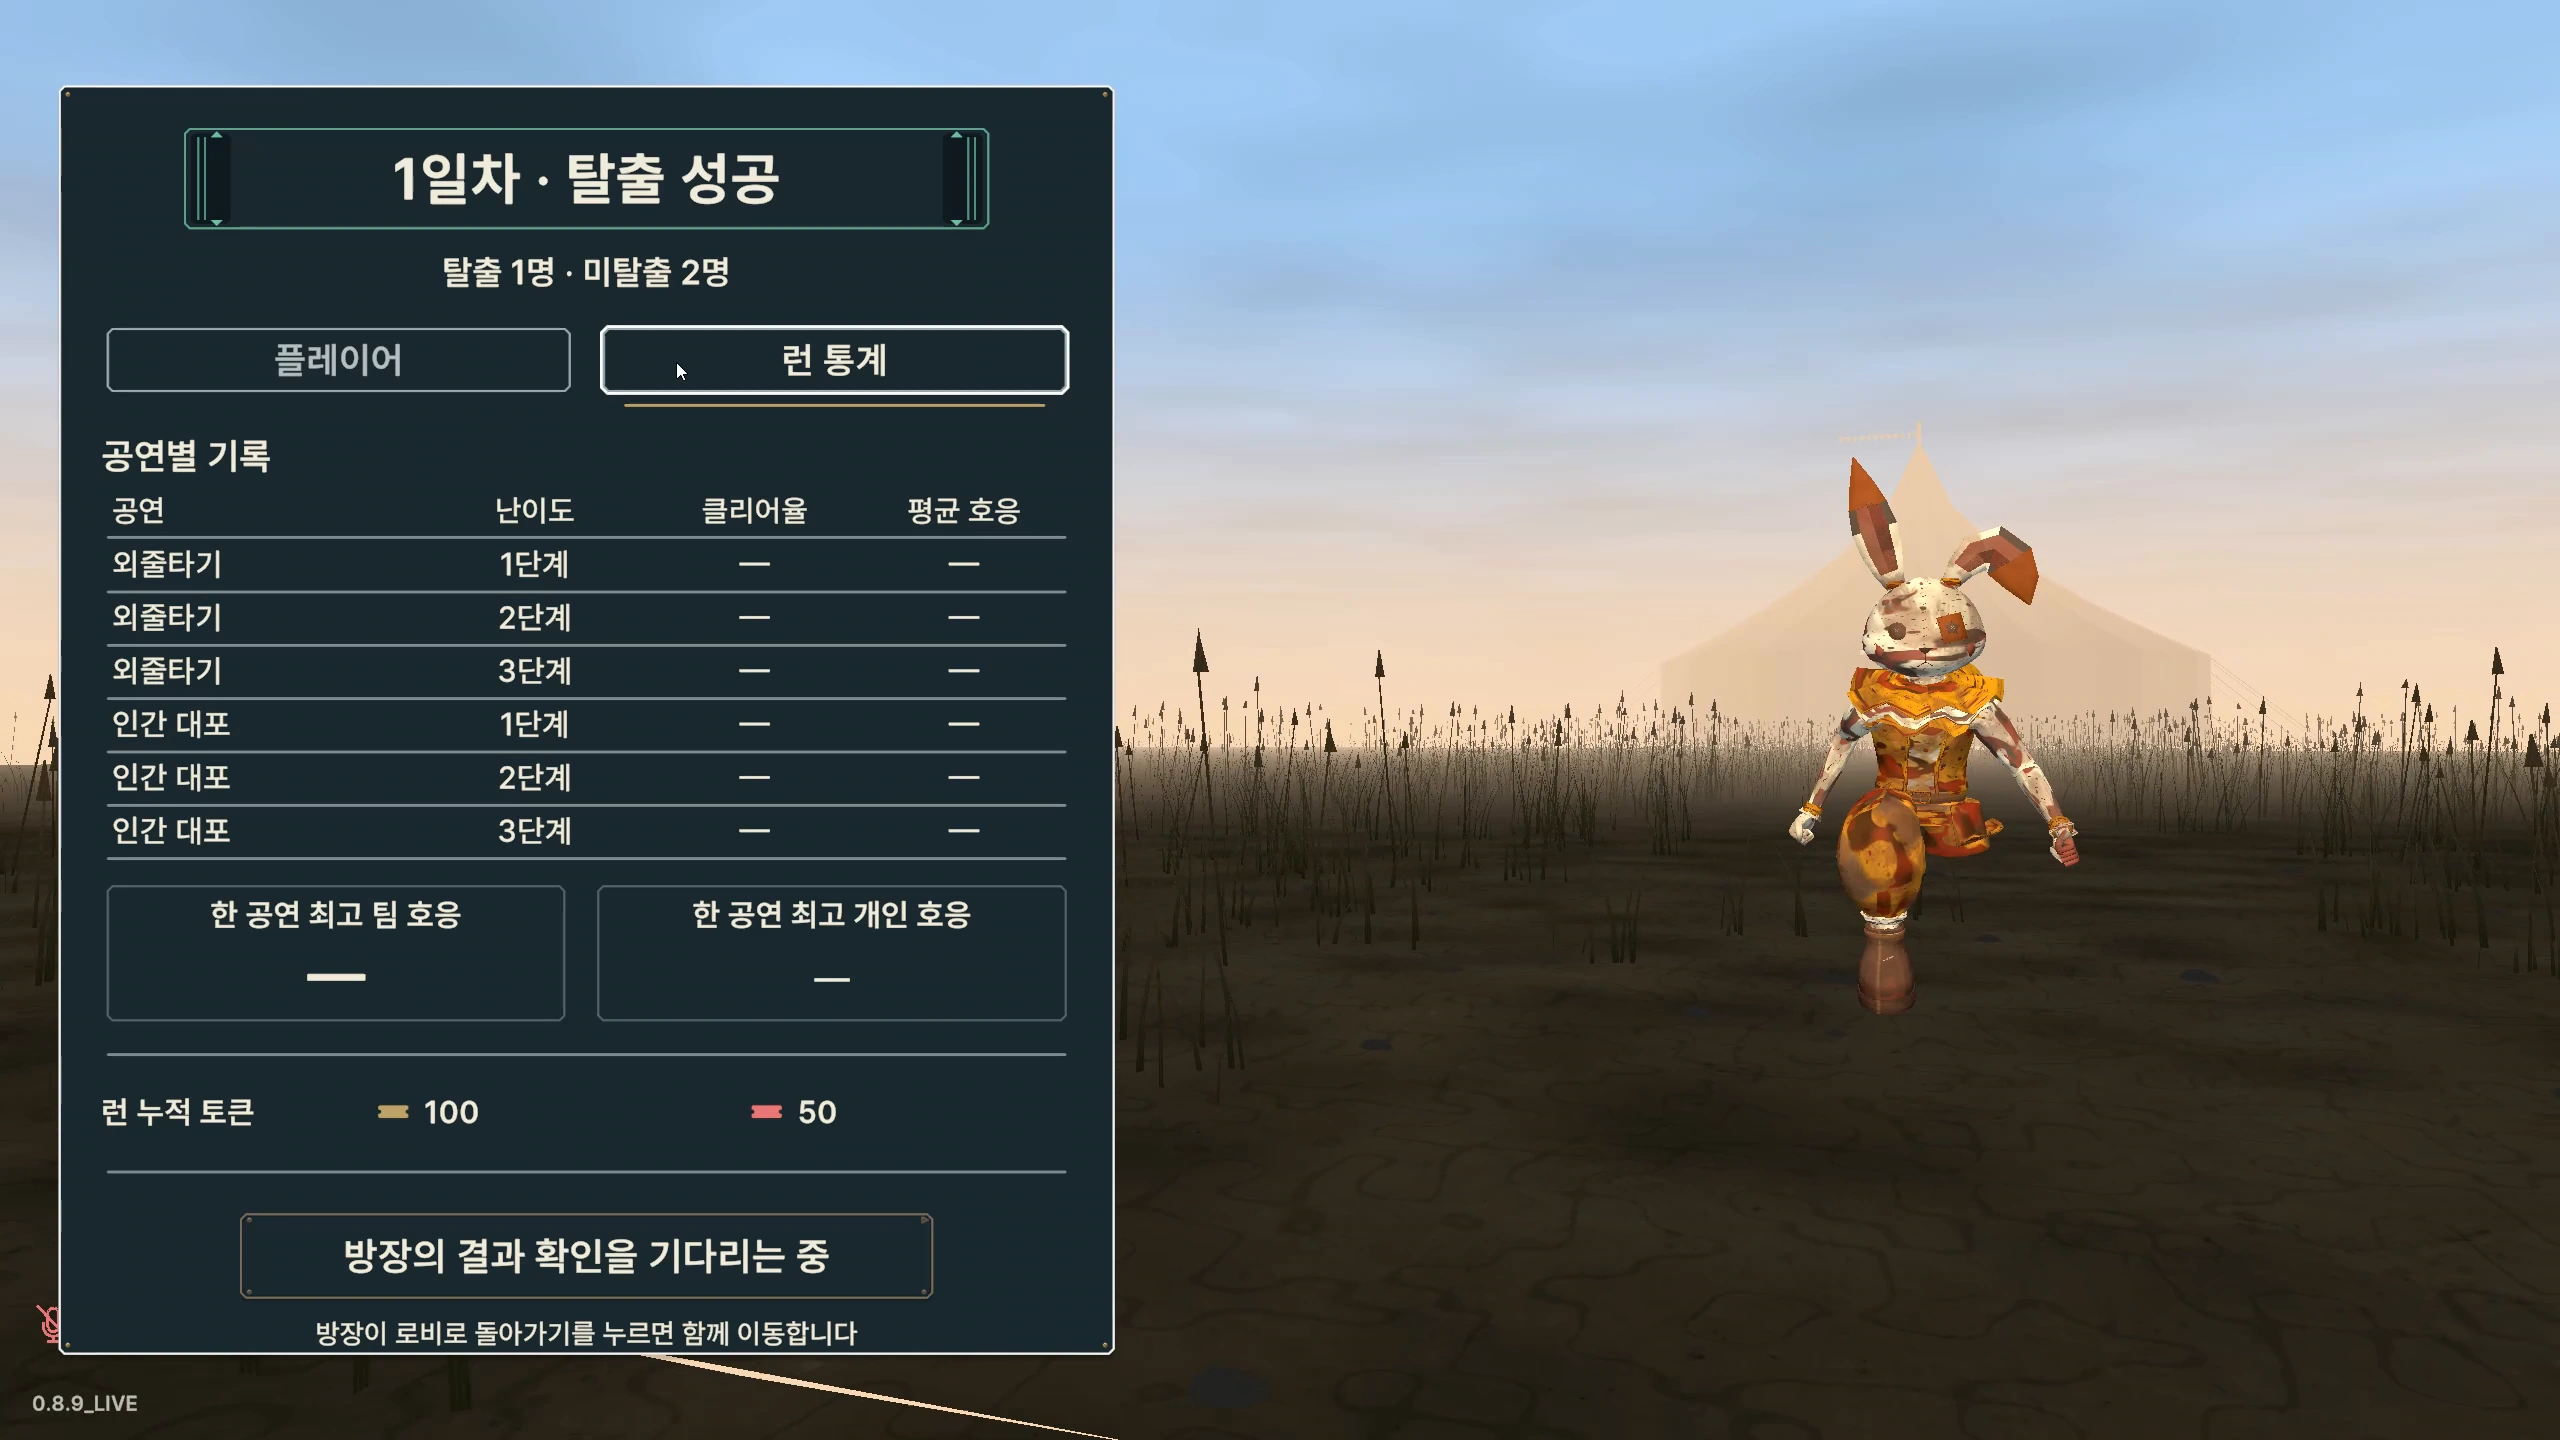 1일차 · 탈출 성공
탈출 1명 · 미탈출 2명
플레이어 런 통계
공연별 기록
공연 난이도 클리어율 평균 호응
외줄타기 1단계 — —
외줄타기 2단계 — —
외줄타기 3단계 — —
인간 대포 1단계 — —
인간 대포 2단계 — —
인간 대포 3단계 — —
한 공연 최고 팀 호응 한 공연 최고 개인 호응
— —
런 누적 토큰 100 50
방장의 결과 확인을 기다리는 중
방장이 로비로 돌아가기를 누르면 함께 이동합니다
0.8.9_LIVE